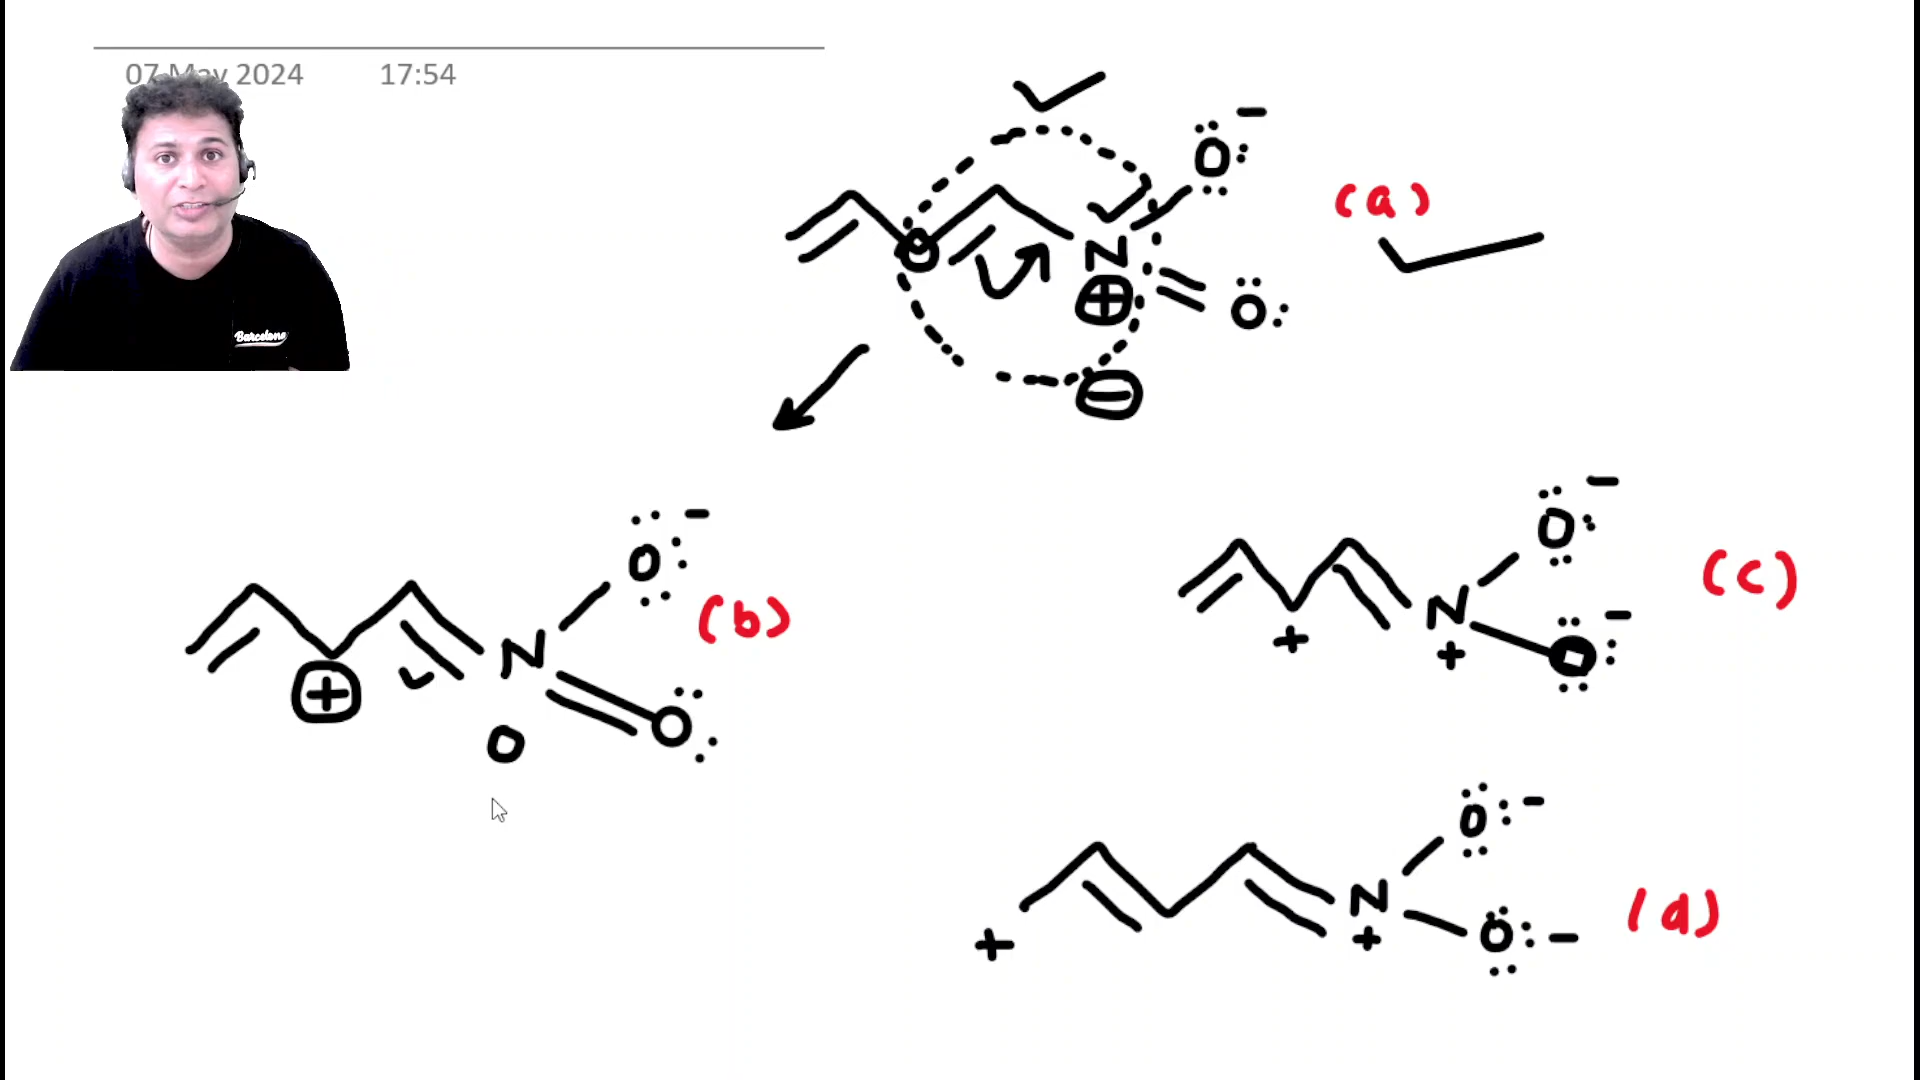 07 May 2024 17:54
Barcelona
O −
N ⊕
O
(a)
⊖
O −
N
O
⊕
O
(b)
O −
N +
O −
+
(c)
O −
N +
O −
+
(d)